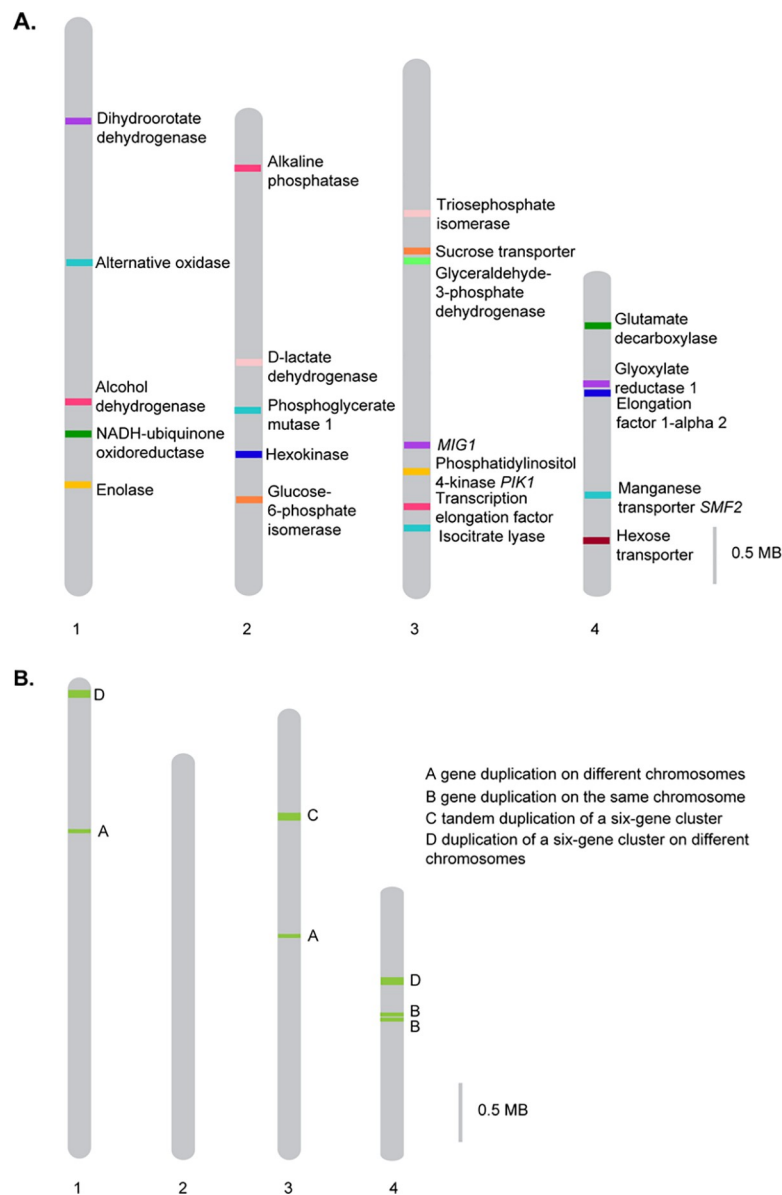 A.
Dihydroorotate
dehydrogenase
Alternative oxidase
Alcohol
dehydrogenase
NADH-ubiquinone
oxidoreductase
Enolase
1
Alkaline
phosphatase
D-lactate
dehydrogenase
Phosphoglycerate
mutase 1
Hexokinase
Glucose-
6-phosphate
isomerase
2
Triosephosphate
isomerase
Sucrose transporter
Glyceraldehyde-
3-phosphate
dehydrogenase
MIG1
Phosphatidylinositol
4-kinase PIK1
Transcription
elongation factor
Isocitrate lyase
3
Glutamate
decarboxylase
Glyoxylate
reductase 1
Elongation
factor 1-alpha 2
Manganese
transporter SMF2
Hexose
transporter
4
0.5 MB
B.
D
A
1
2
C
A
3
D
B
B
4
A gene duplication on different chromosomes
B gene duplication on the same chromosome
C tandem duplication of a six-gene cluster
D duplication of a six-gene cluster on different
chromosomes
0.5 MB